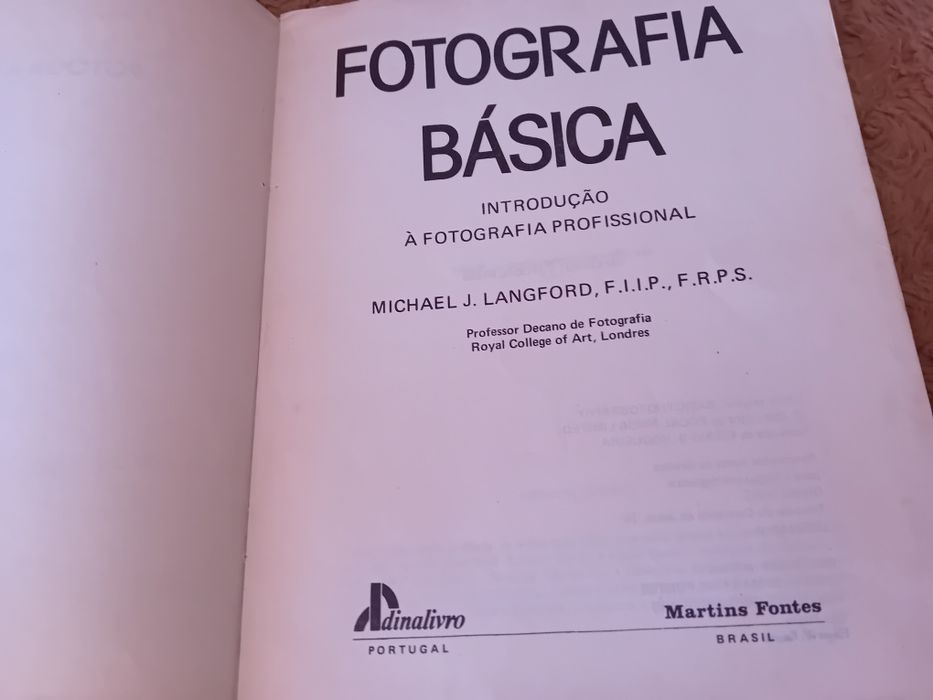 FOTOGRAFIA
BÁSICA
INTRODUÇÃO
À FOTOGRAFIA PROFISSIONAL
MICHAEL J. LANGFORD, F.I.I.P., F.R.P.S.
Professor Decano de Fotografia
Royal College of Art, Londres
dinalivro
PORTUGAL
Martins Fontes
BRASIL